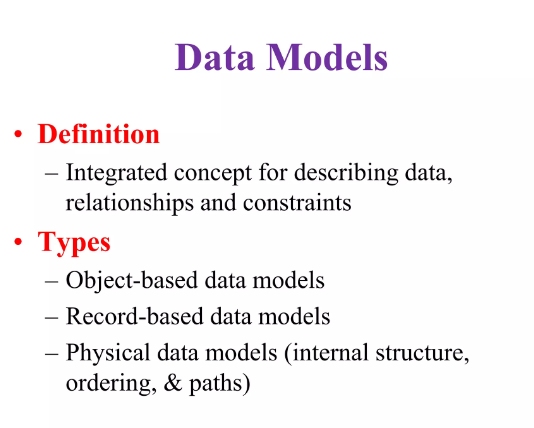 Data Models
• Definition
– Integrated concept for describing data,
relationships and constraints
• Types
– Object-based data models
– Record-based data models
– Physical data models (internal structure,
ordering, & paths)